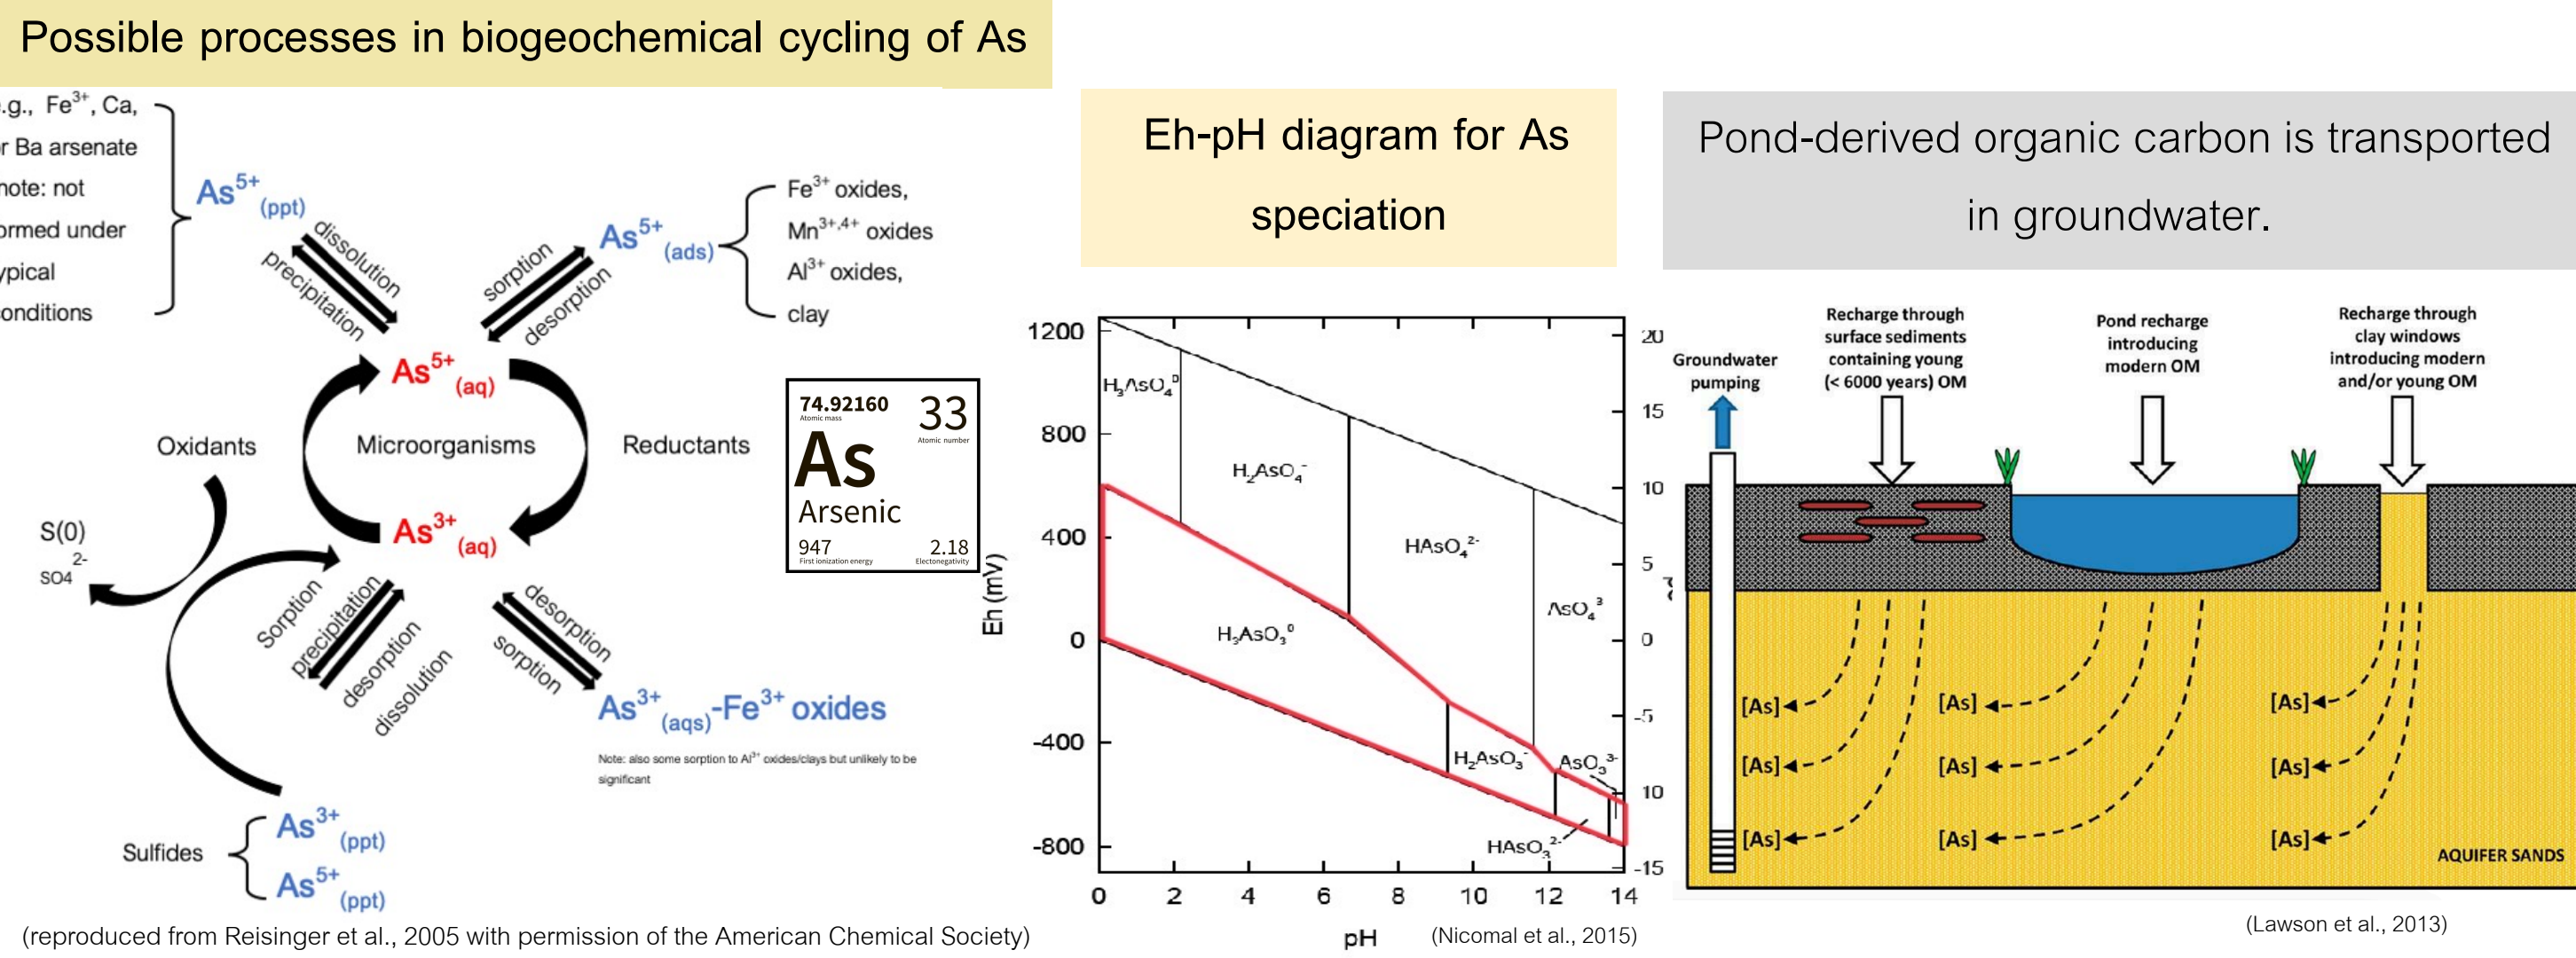 Possible processes in biogeochemical cycling of As
.g., Fe³⁺, Ca,
r Ba arsenate
note: not
ormed under
ypical
onditions
As⁵⁺(ppt)
dissolution
precipitation
sorption
desorption
As⁵⁺(ads)
Fe³⁺ oxides,
Mn³⁺,⁴⁺ oxides
Al³⁺ oxides,
clay
As⁵⁺(aq)
Oxidants
Microorganisms
Reductants
As³⁺(aq)
S(0)
2-
SO4
Sorption
precipitation
desorption
dissolution
desorption
sorption
As³⁺(aqs)-Fe³⁺ oxides
Note: also some sorption to Al³⁺ oxides/clays but unlikely to be
significant
Sulfides
As³⁺(ppt)
As⁵⁺(ppt)
(reproduced from Reisinger et al., 2005 with permission of the American Chemical Society)
74.92160
Atomic mass
33
Atomic number
As
Arsenic
947
First ionization energy
2.18
Electonegativity
Eh-pH diagram for As
speciation
1200
800
400
0
-400
-800
Eh (mV)
H₃AsO₄⁰
H₂AsO₄⁻
HAsO₄²⁻
AsO₄³
H₃AsO₃⁰
H₂AsO₃⁻
AsO₃³⁻
HAsO₃²⁻
20
15
10
5
0
-5
10
-15
0 2 4 6 8 10 12 14
pH
(Nicomal et al., 2015)
Pond-derived organic carbon is transported
in groundwater.
Groundwater
pumping
Recharge through
surface sediments
containing young
(< 6000 years) OM
Pond recharge
introducing
modern OM
Recharge through
clay windows
introducing modern
and/or young OM
[As] [As] [As]
[As] [As] [As]
[As] [As] [As]
AQUIFER SANDS
(Lawson et al., 2013)